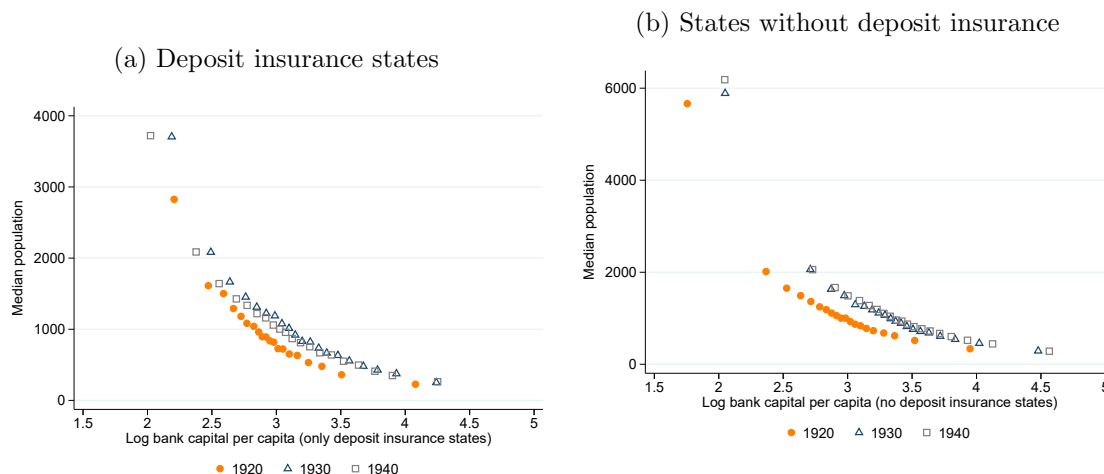 (a) Deposit insurance states
4000
3000
2000
1000
0
Median population
1.5 2 2.5 3 3.5 4 4.5 5
Log bank capital per capita (only deposit insurance states)
1920 1930 1940
(b) States without deposit insurance
6000
4000
2000
0
Median population
1.5 2 2.5 3 3.5 4 4.5 5
Log bank capital per capita (no deposit insurance states)
1920 1930 1940